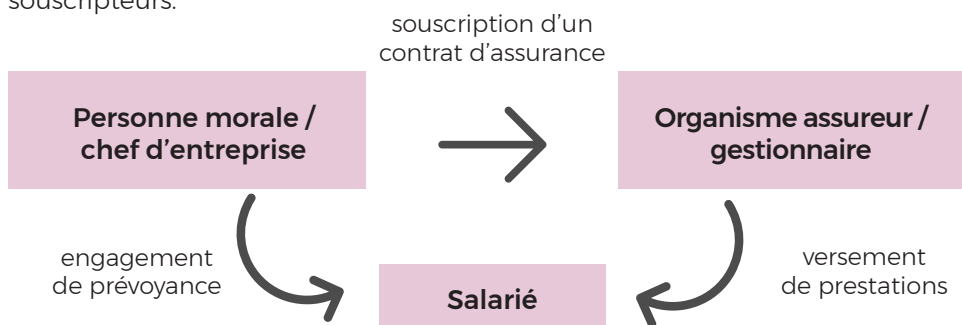 souscripteurs.
souscription d’un
contrat d’assurance
Personne morale /
chef d’entreprise
Organisme assureur /
gestionnaire
engagement
de prévoyance
Salarié
versement
de prestations